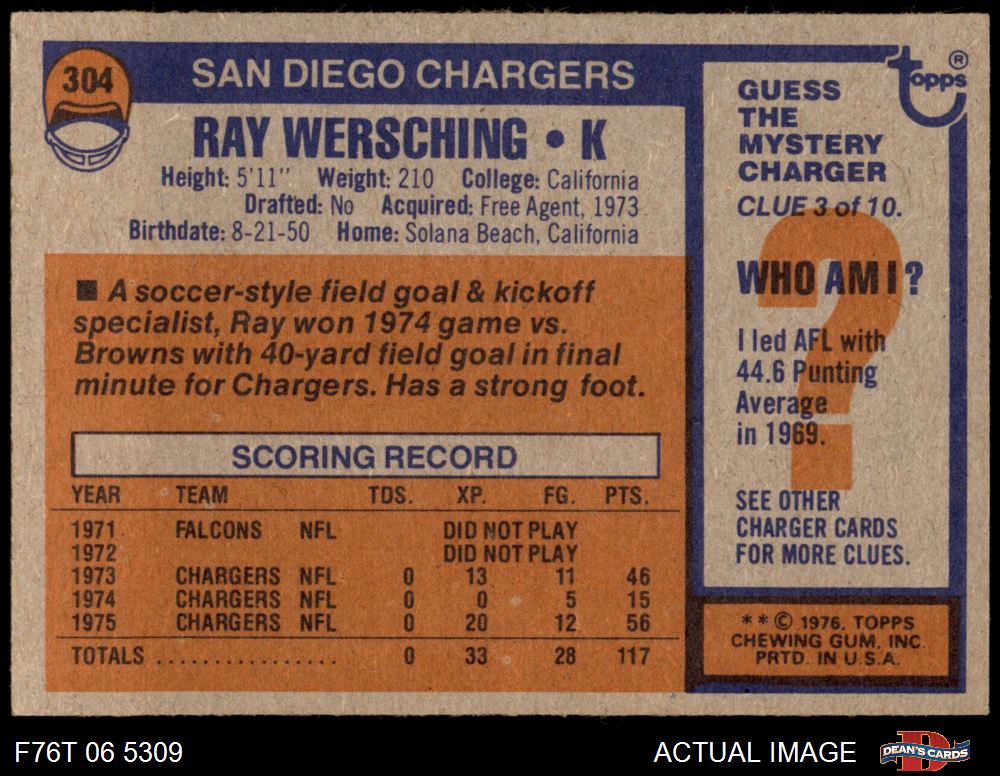 304
SAN DIEGO CHARGERS
RAY WERSCHING • K
Height: 5'11" Weight: 210 College: California
Drafted: No Acquired: Free Agent, 1973
Birthdate: 8-21-50 Home: Solana Beach, California
■ A soccer-style field goal & kickoff
specialist, Ray won 1974 game vs.
Browns with 40-yard field goal in final
minute for Chargers. Has a strong foot.
SCORING RECORD
YEAR TEAM TDS. XP. FG. PTS.
1971 FALCONS NFL DID NOT PLAY
1972 DID NOT PLAY
1973 CHARGERS NFL 0 13 11 46
1974 CHARGERS NFL 0 0 5 15
1975 CHARGERS NFL 0 20 12 56
TOTALS ................ 0 33 28 117
topps ®
GUESS
THE
MYSTERY
CHARGER
CLUE 3 of 10.
?
WHO AM I?
I led AFL with
44.6 Punting
Average
in 1969.
SEE OTHER
CHARGER CARDS
FOR MORE CLUES.
* * © 1976, TOPPS
CHEWING GUM, INC.
PRTD. IN U.S.A.
F76T 06 5309
ACTUAL IMAGE
D
DEAN'S CARDS